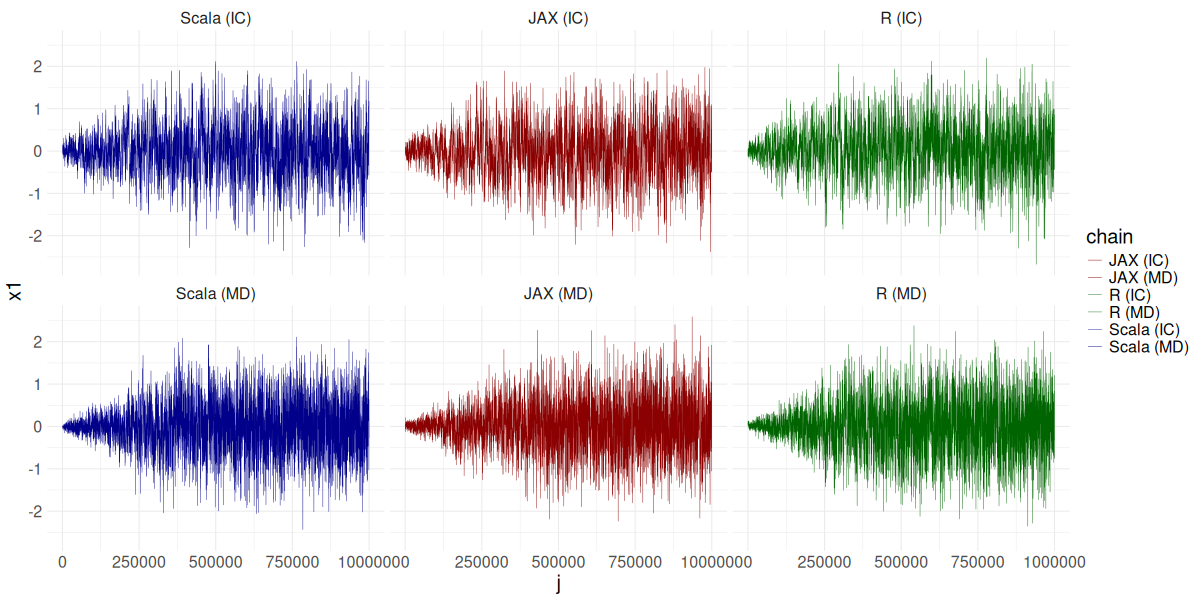 Scala (IC) JAX (IC) R (IC)
2
1
0
-1
-2
Scala (MD) JAX (MD) R (MD)
2
1
0
-1
-2
0 250000 500000 750000 1000000 250000 500000 750000 1000000 250000 500000 750000 1000000
j
x1
chain
JAX (IC)
JAX (MD)
R (IC)
R (MD)
Scala (IC)
Scala (MD)